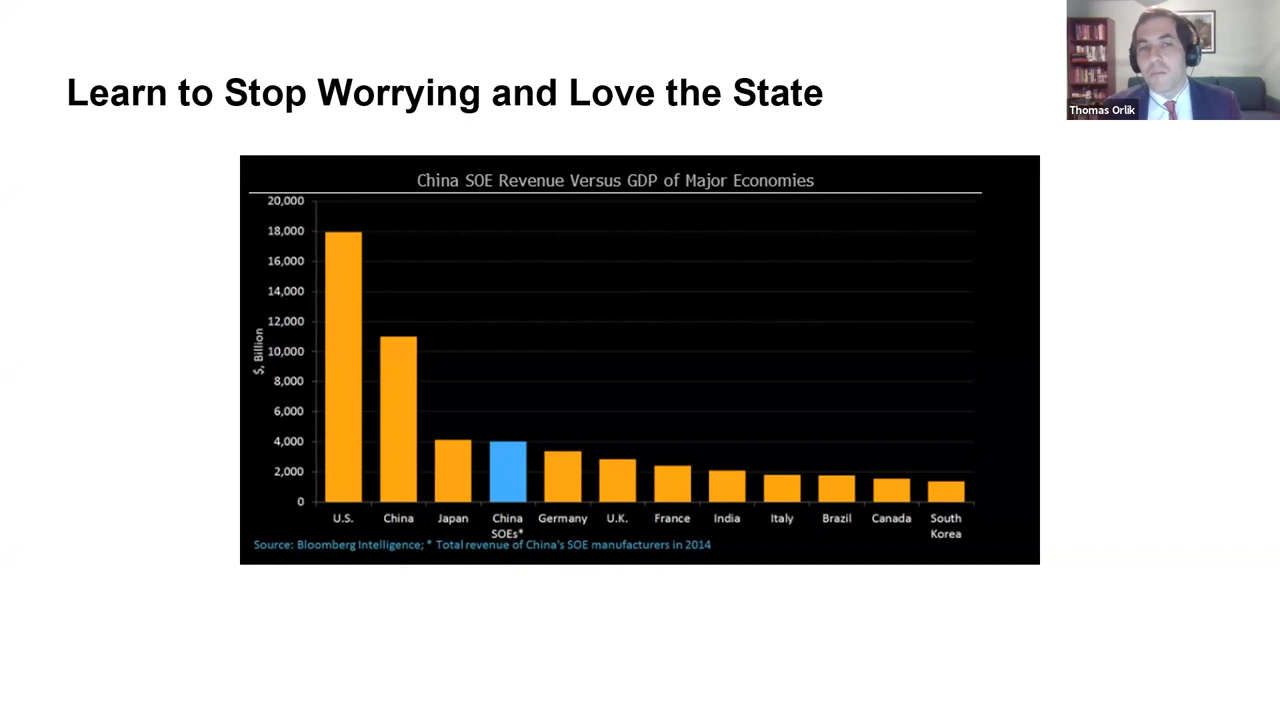 Learn to Stop Worrying and Love the State
Thomas Orlik
China SOE Revenue Versus GDP of Major Economies
20,000
18,000
16,000
14,000
12,000
10,000
8,000
6,000
4,000
2,000
0
$, Billion
U.S.
China
Japan
China
SOEs*
Germany
U.K.
France
India
Italy
Brazil
Canada
South
Korea
Source: Bloomberg Intelligence; * Total revenue of China's SOE manufacturers in 2014